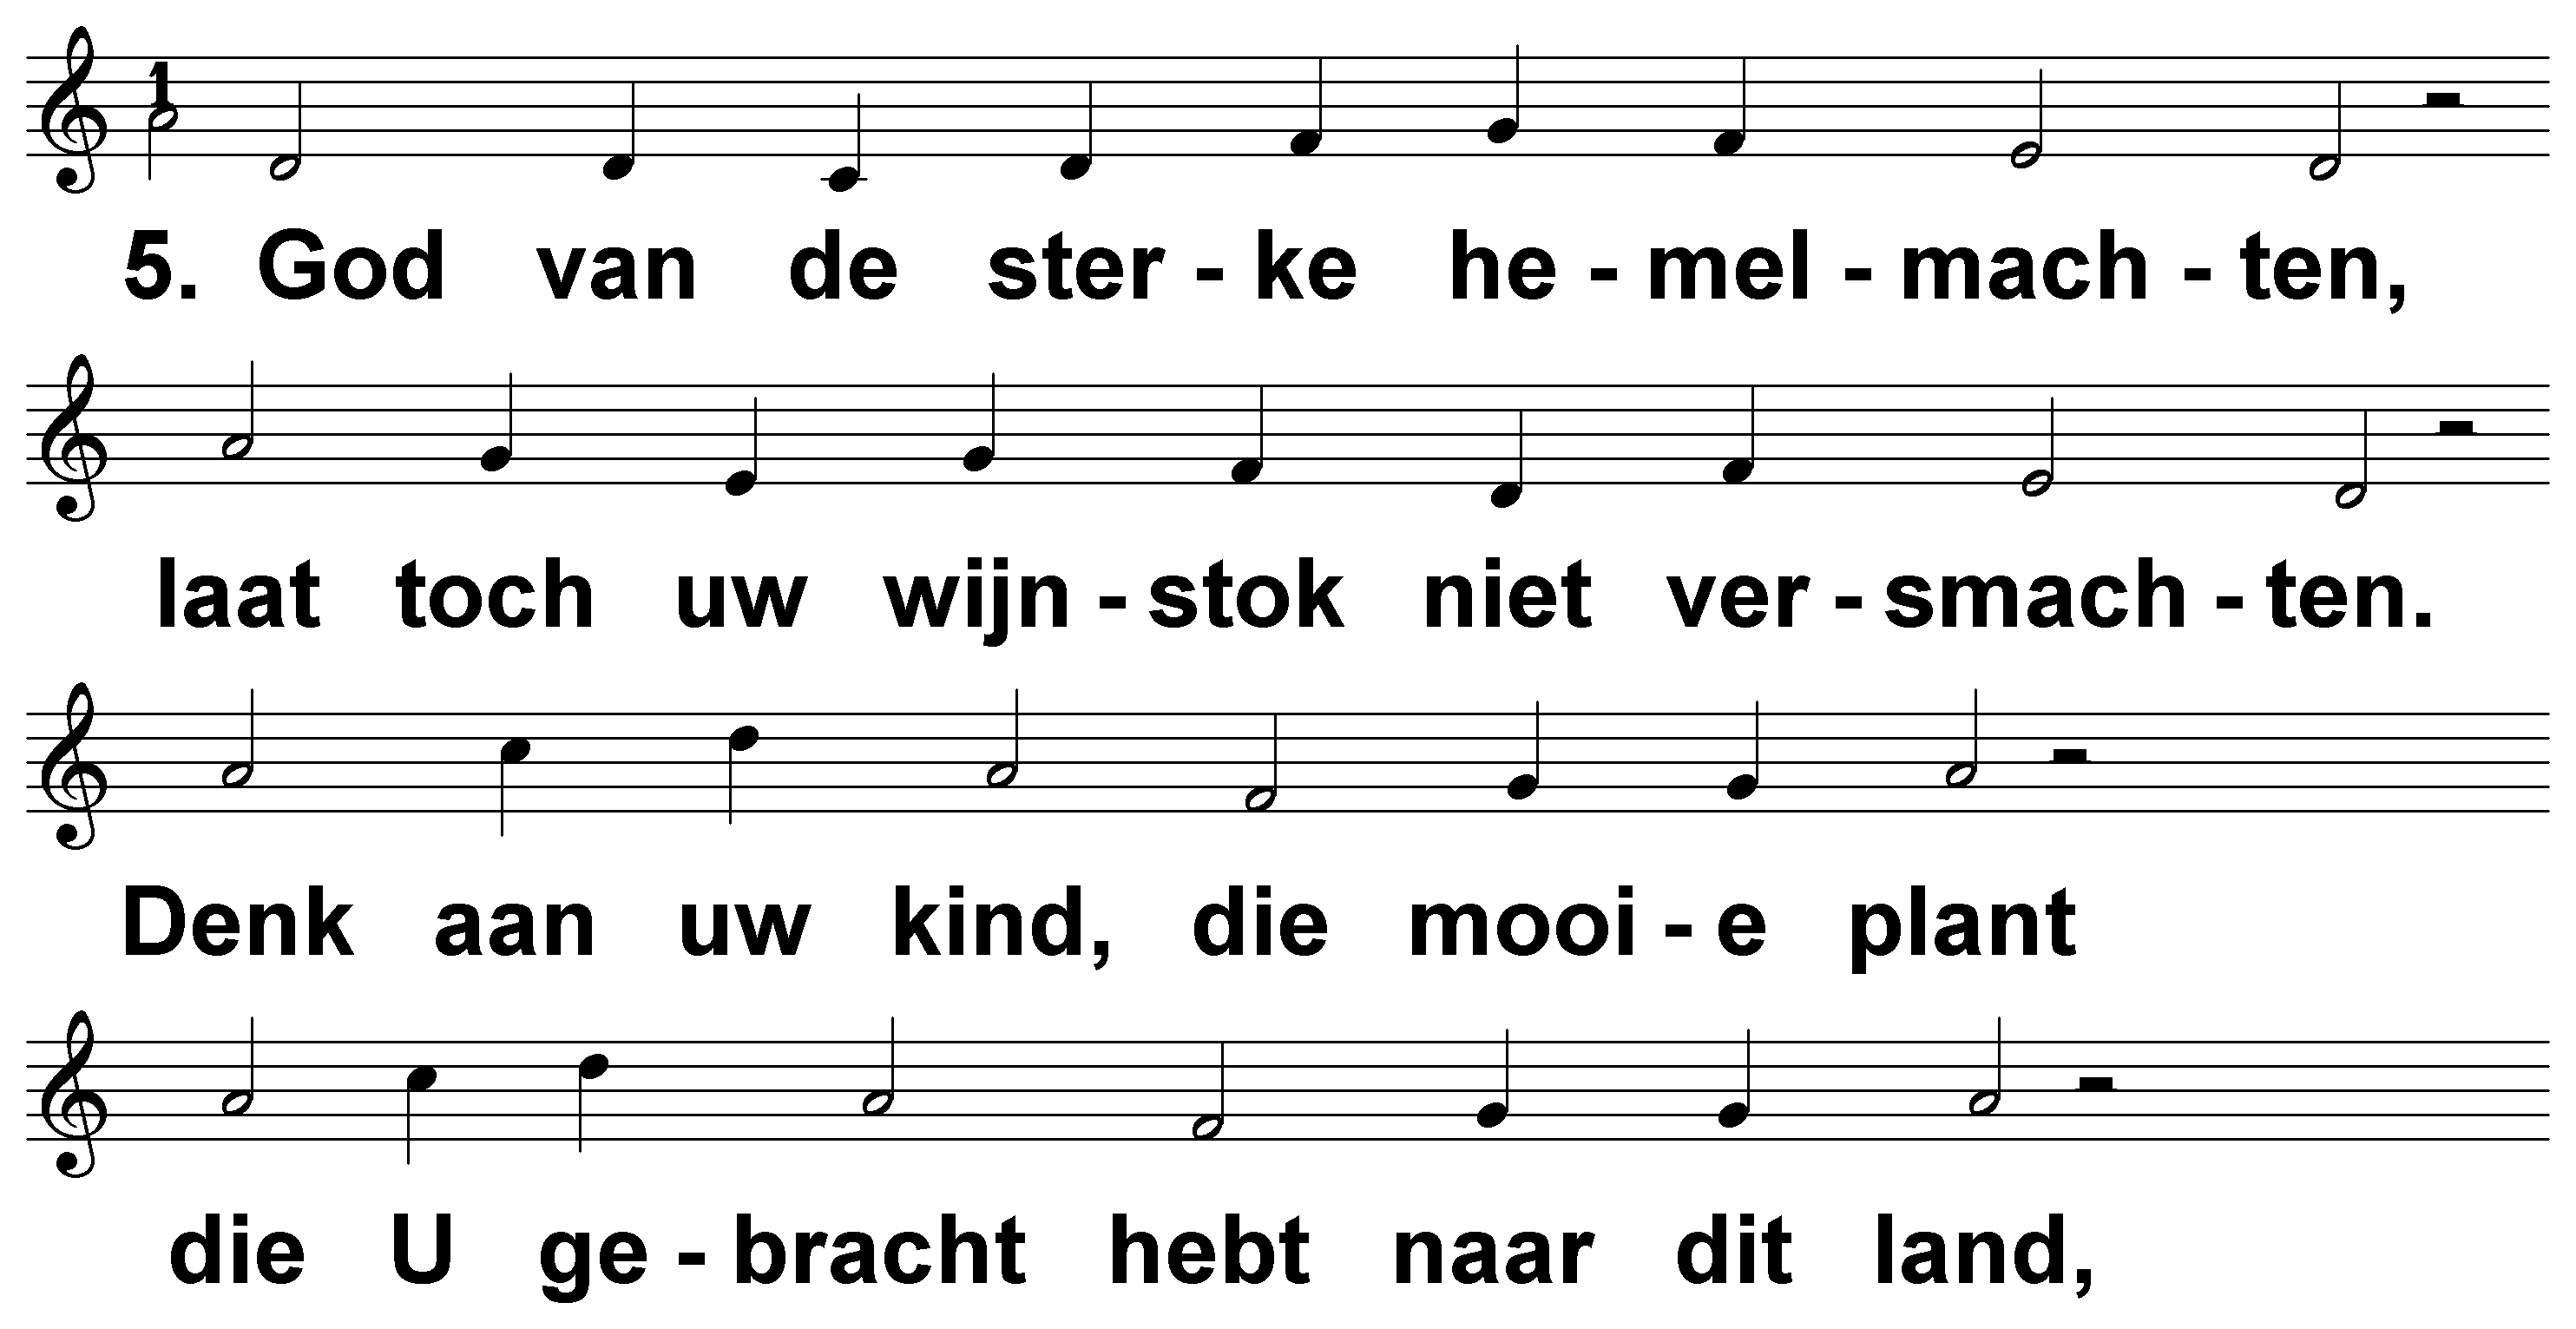 1
5. God van de ster - ke he - mel - mach - ten,
laat toch uw wijn - stok niet ver - smach - ten.
Denk aan uw kind, die mooi - e plant
die U ge - bracht hebt naar dit land,